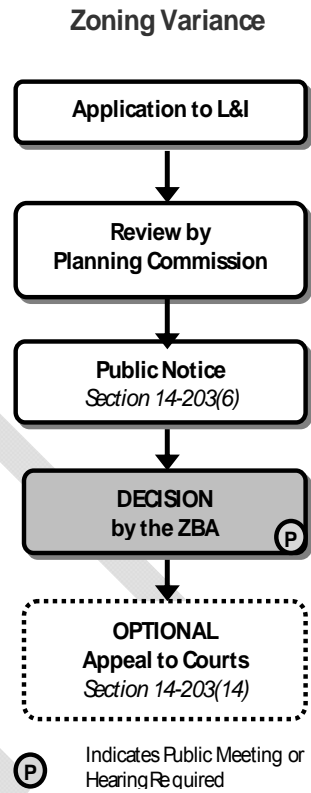 Zoning Variance
Application to L&I
Review by
Planning Commission
Public Notice
Section 14-203(6)
DECISION
by the ZBA
P
OPTIONAL
Appeal to Courts
Section 14-203(14)
P
Indicates Public Meeting or
Hearing Required